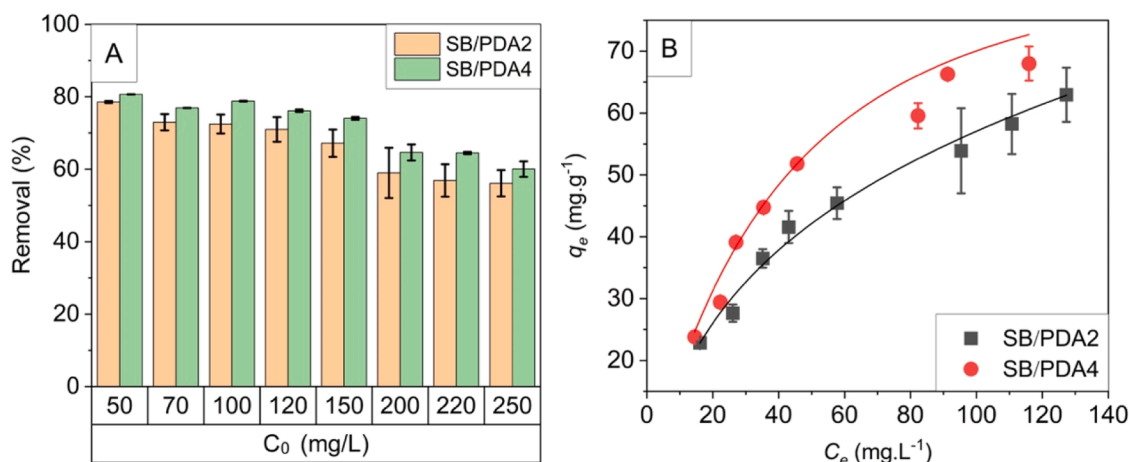 A
SB/PDA2
SB/PDA4
Removal (%)
100
80
60
40
20
0
50 70 100 120 150 200 220 250
C₀ (mg/L)
B
qₑ (mg.g⁻¹)
70
60
50
40
30
20
SB/PDA2
SB/PDA4
0 20 40 60 80 100 120 140
Cₑ (mg.L⁻¹)